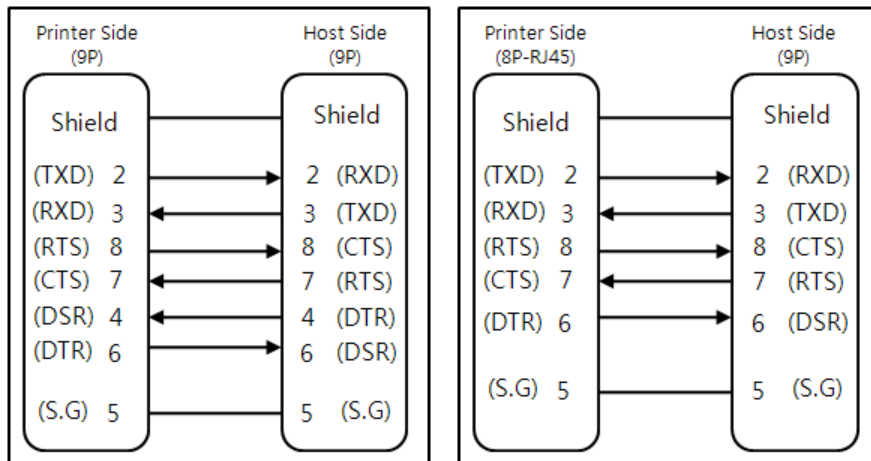 Printer Side
(9P)
Host Side
(9P)
Shield
Shield
(TXD) 2
2 (RXD)
(RXD) 3
3 (TXD)
(RTS) 8
8 (CTS)
(CTS) 7
7 (RTS)
(DSR) 4
4 (DTR)
(DTR) 6
6 (DSR)
(S.G) 5
5 (S.G)
Printer Side
(8P-RJ45)
Host Side
(9P)
Shield
Shield
(TXD) 2
2 (RXD)
(RXD) 3
3 (TXD)
(RTS) 8
8 (CTS)
(CTS) 7
7 (RTS)
(DTR) 6
6 (DSR)
(S.G) 5
5 (S.G)